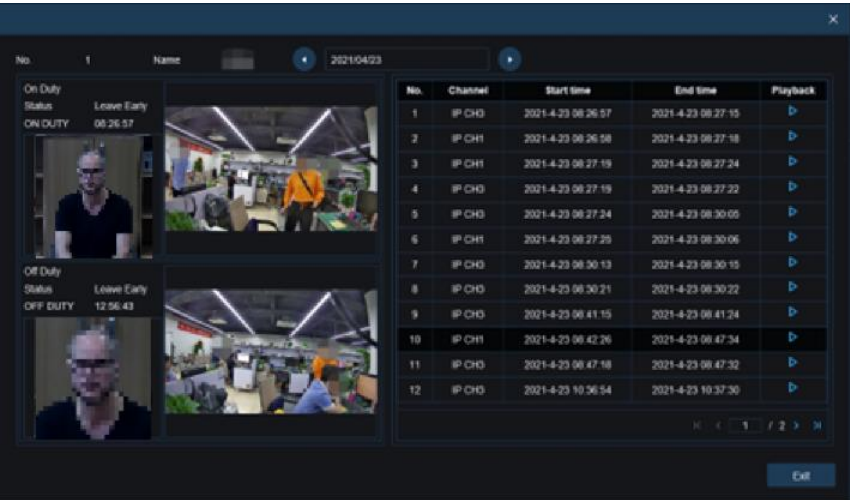 No. 1 Name 2021/04/23
On Duty
Status Leave Early
ON DUTY 08:26:57
Off Duty
Status Leave Early
OFF DUTY 12:56:43
No. Channel Start time End time Playback
1 IP CH3 2021-4-23 08:26:57 2021-4-23 08:27:15
2 IP CH1 2021-4-23 08:26:58 2021-4-23 08:27:18
3 IP CH1 2021-4-23 08:27:19 2021-4-23 08:27:24
4 IP CH3 2021-4-23 08:27:19 2021-4-23 08:27:22
5 IP CH3 2021-4-23 08:27:24 2021-4-23 08:30:05
6 IP CH1 2021-4-23 08:27:25 2021-4-23 08:30:06
7 IP CH3 2021-4-23 08:30:13 2021-4-23 08:30:15
8 IP CH3 2021-4-23 08:30:21 2021-4-23 08:30:22
9 IP CH3 2021-4-23 08:41:15 2021-4-23 08:41:24
10 IP CH1 2021-4-23 08:42:26 2021-4-23 08:47:34
11 IP CH3 2021-4-23 08:47:18 2021-4-23 08:47:32
12 IP CH3 2021-4-23 10:36:54 2021-4-23 10:37:30
1 / 2
Exit